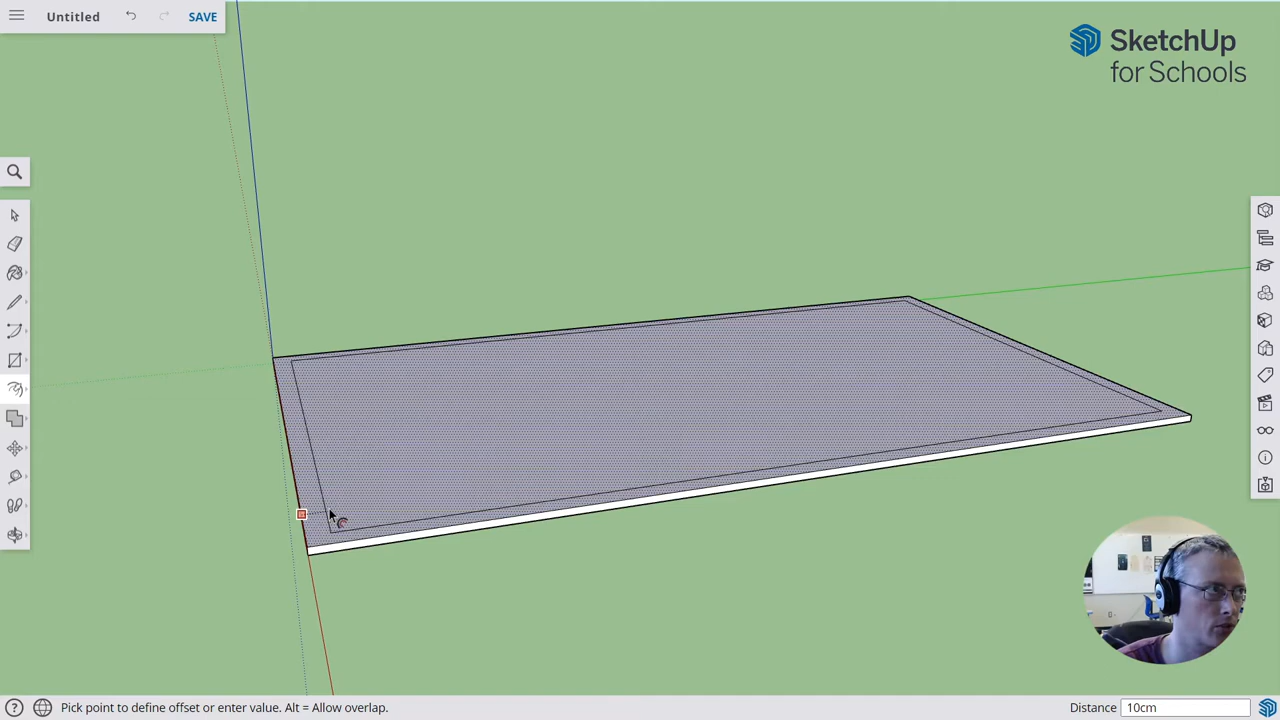 Untitled
SAVE
SketchUp
for Schools
Pick point to define offset or enter value. Alt = Allow overlap.
Distance
10cm